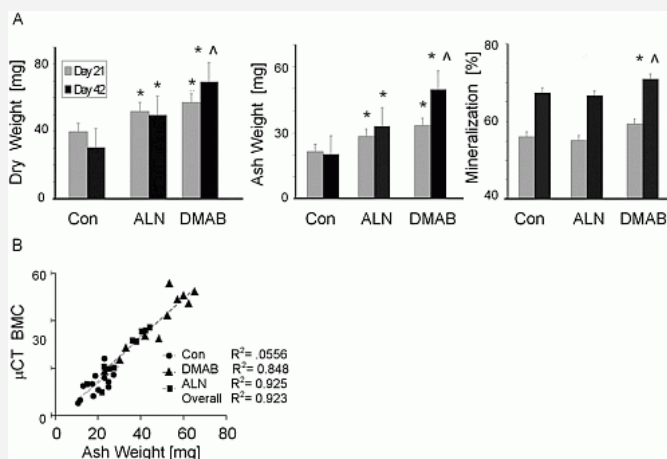 A
Dry Weight [mg]
80
60
40
20
0
Day 21
Day 42
* *
*
* ^
Con ALN DMAB
Ash Weight [mg]
60
30
0
* *
*
* ^
Con ALN DMAB
Mineralization [%]
80
60
40
* ^
Con ALN DMAB
B
μCT BMC
60
30
0
Con R²= .0556
DMAB R²= 0.848
ALN R²= 0.925
Overall R²= 0.923
0 20 40 60 80
Ash Weight [mg]